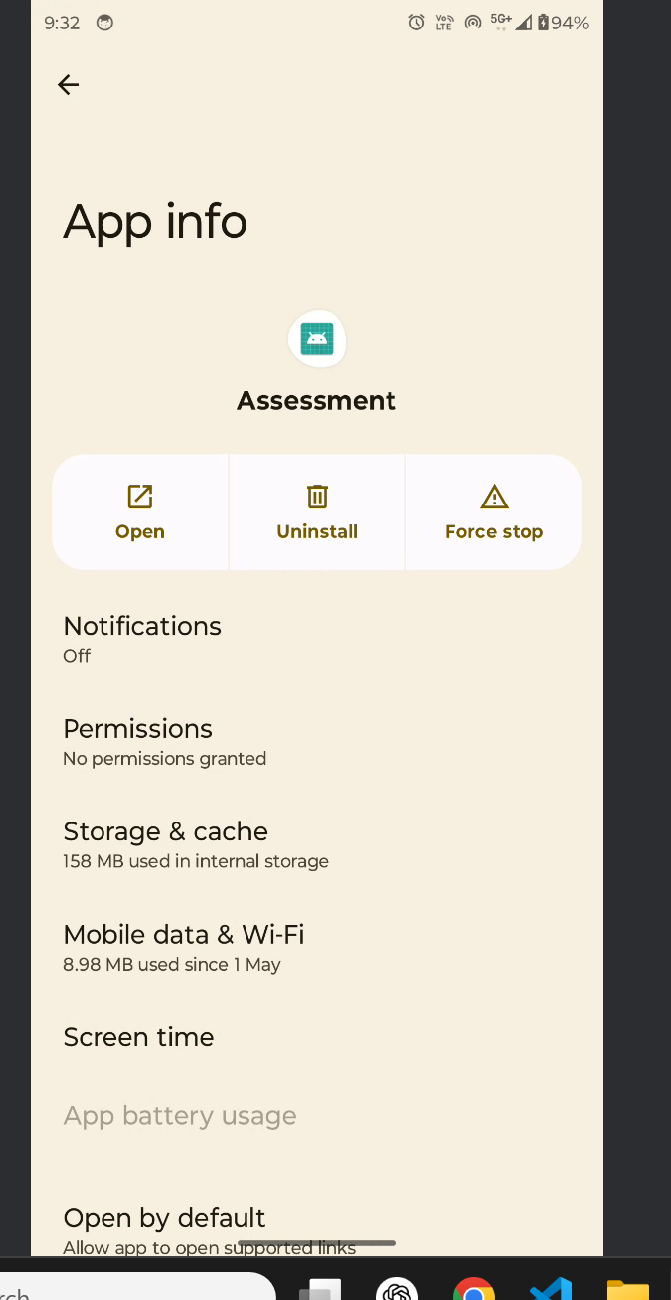 9:32 Vo LTE 5G+ 94%
App info
Assessment
Open Uninstall Force stop
Notifications
Off
Permissions
No permissions granted
Storage & cache
158 MB used in internal storage
Mobile data & Wi-Fi
8.98 MB used since 1 May
Screen time
App battery usage
Open by default
Allow app to open supported links
rch